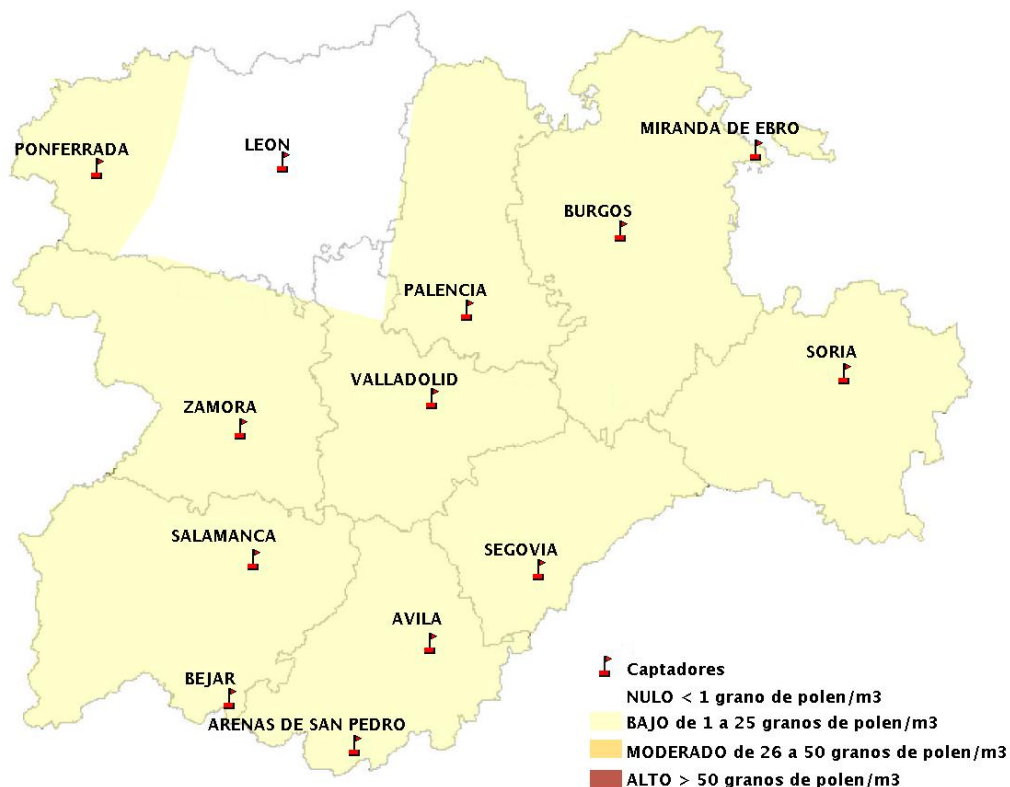 MIRANDA DE EBRO
PONFERRADA
LEON
BURGOS
PALENCIA
SORIA
VALLADOLID
ZAMORA
SALAMANCA
SEGOVIA
AVILA
BEJAR
ARENAS DE SAN PEDRO
Captadores
NULO < 1 grano de polen/m3
BAJO de 1 a 25 granos de polen/m3
MODERADO de 26 a 50 granos de polen/m3
ALTO > 50 granos de polen/m3